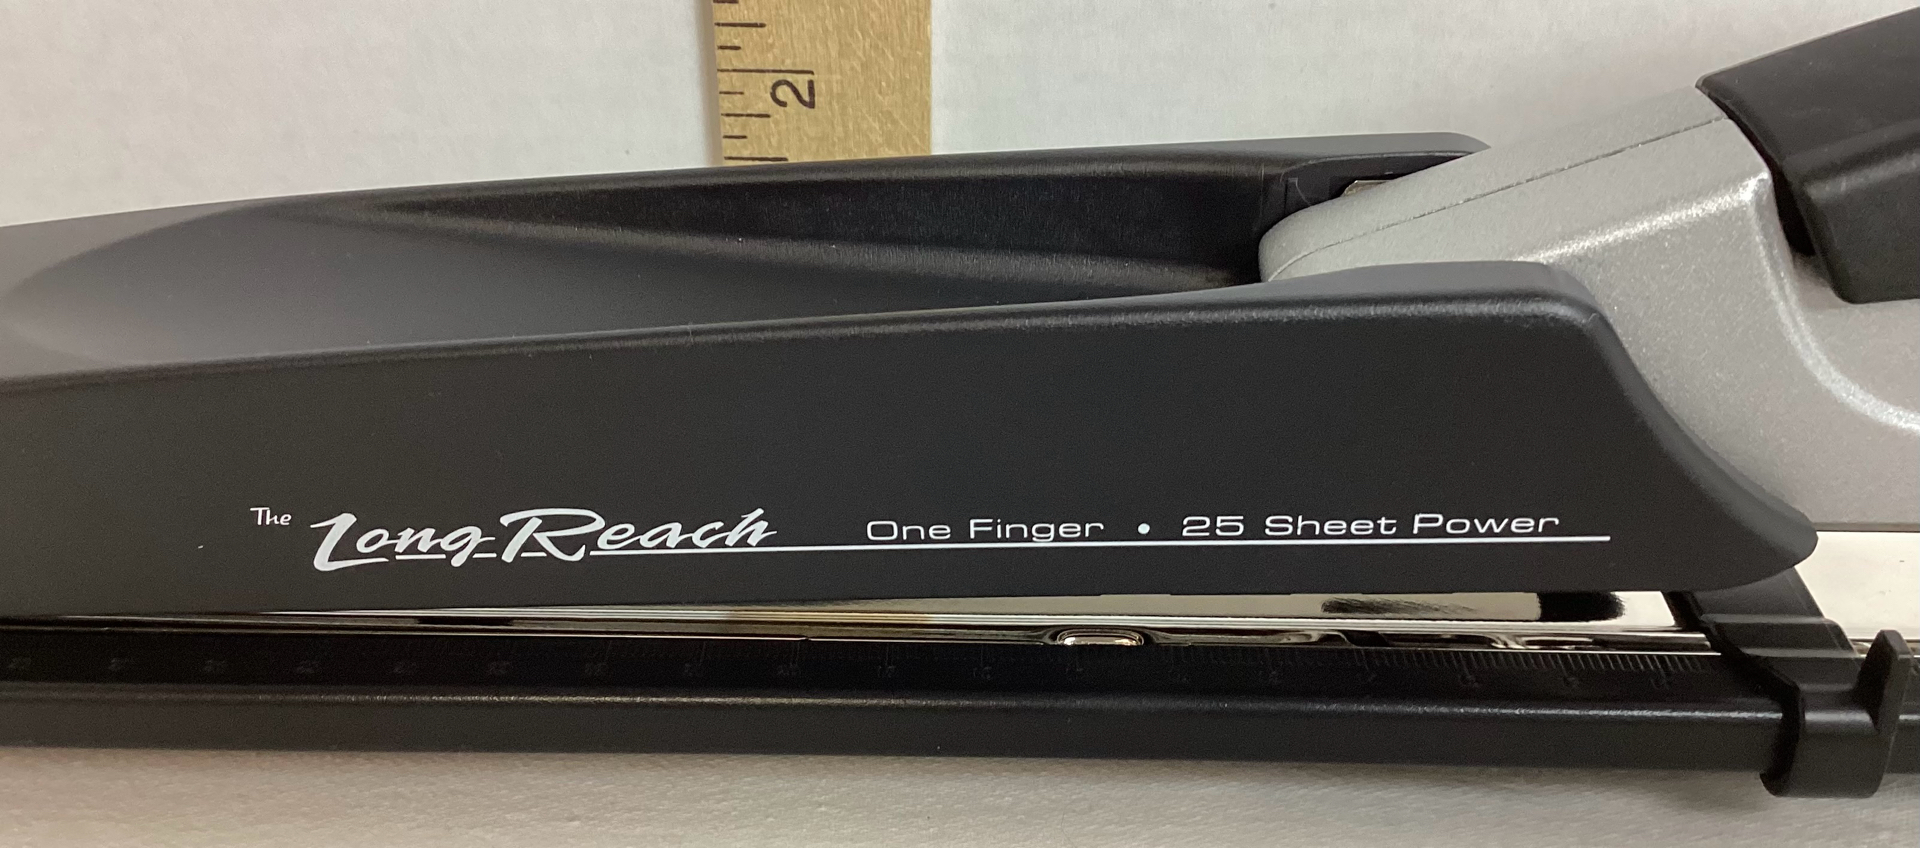 2
The Long Reach One Finger • 25 Sheet Power